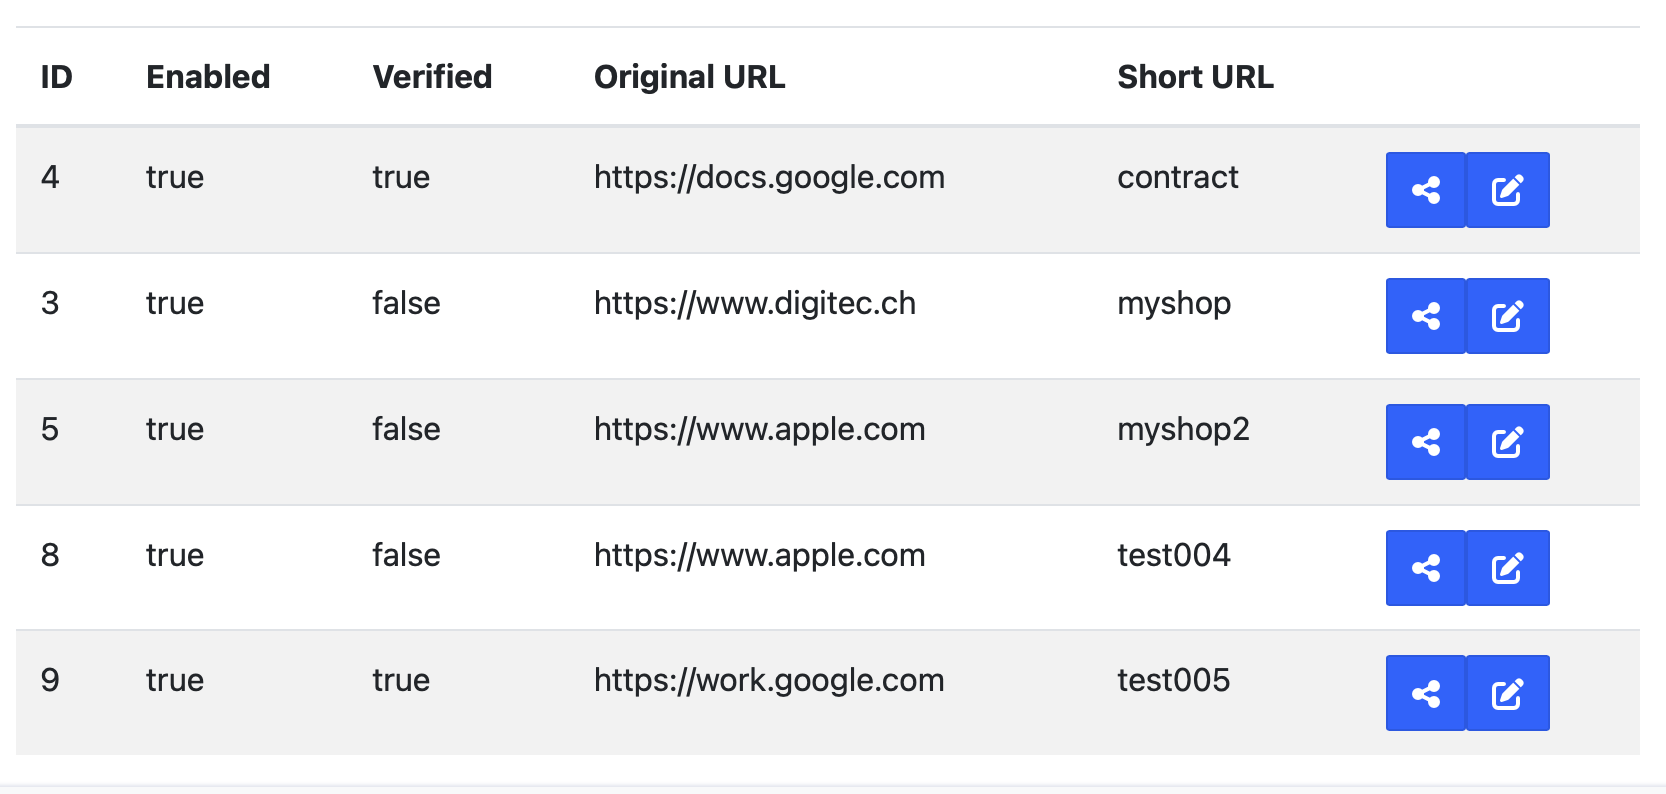 ID Enabled Verified Original URL Short URL
4 true true https://docs.google.com contract
3 true false https://www.digitec.ch myshop
5 true false https://www.apple.com myshop2
8 true false https://www.apple.com test004
9 true true https://work.google.com test005